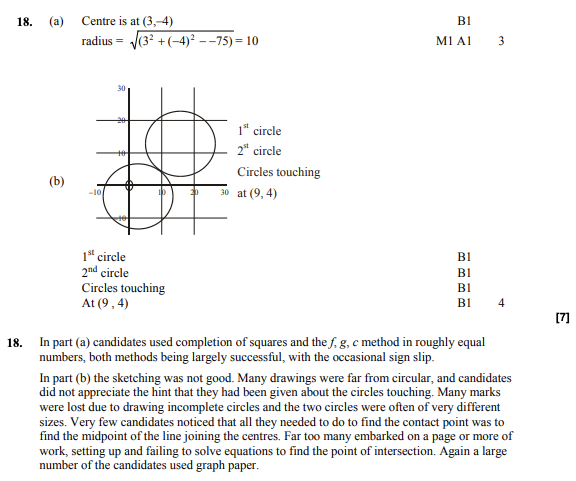 18. (a) Centre is at (3,–4) B1
radius = √(3² + (–4)² – –75) = 10 M1 A1 3
30
20
10
1st circle
2st circle
Circles touching
(b)
–10 0 10 20 30 at (9, 4)
–10
1st circle B1
2nd circle B1
Circles touching B1
At (9 , 4) B1 4
[7]
18. In part (a) candidates used completion of squares and the f, g, c method in roughly equal
numbers, both methods being largely successful, with the occasional sign slip.
In part (b) the sketching was not good. Many drawings were far from circular, and candidates
did not appreciate the hint that they had been given about the circles touching. Many marks
were lost due to drawing incomplete circles and the two circles were often of very different
sizes. Very few candidates noticed that all they needed to do to find the contact point was to
find the midpoint of the line joining the centres. Far too many embarked on a page or more of
work, setting up and failing to solve equations to find the point of intersection. Again a large
number of the candidates used graph paper.